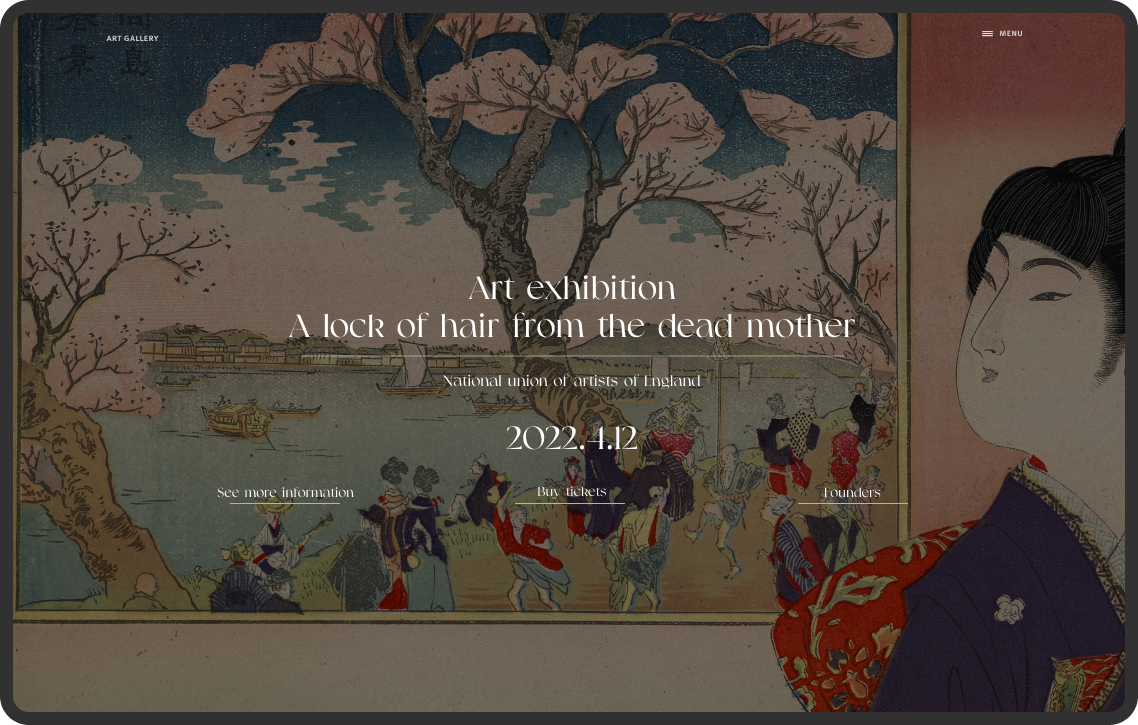 ART GALLERY
MENU
Art exhibition
A lock of hair from the dead mother
National union of artists of England
2022.4.12
See more information
Buy tickets
Founders